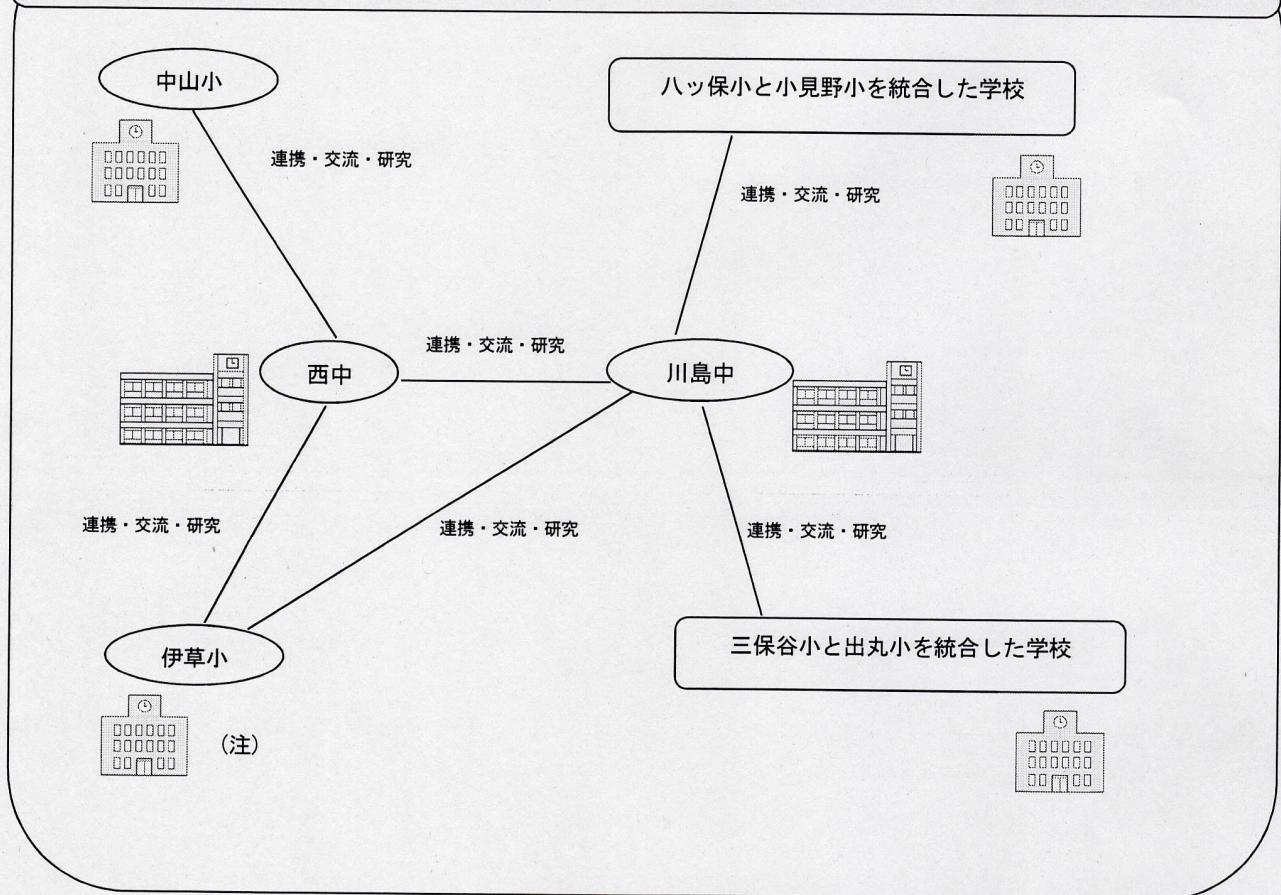 中山小
八ッ保小と小見野小を統合した学校
連携・交流・研究
連携・交流・研究
連携・交流・研究
西中
川島中
連携・交流・研究
連携・交流・研究
連携・交流・研究
伊草小
三保谷小と出丸小を統合した学校
（注）